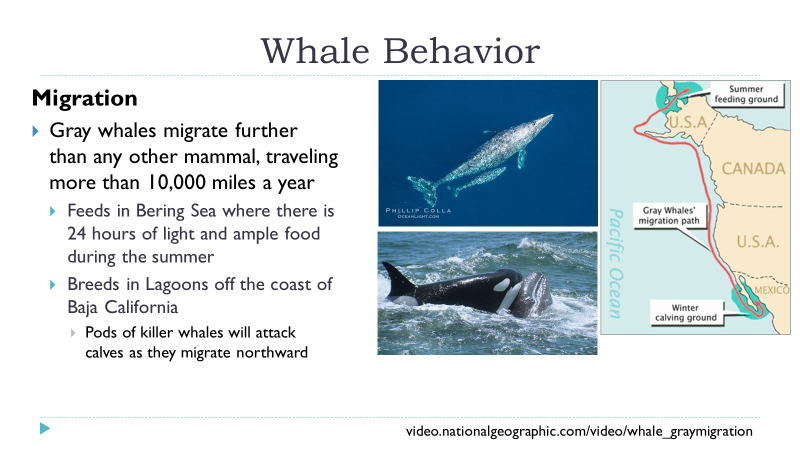 Whale Behavior
Migration
Gray whales migrate further
than any other mammal, traveling
more than 10,000 miles a year
Feeds in Bering Sea where there is
24 hours of light and ample food
during the summer
Breeds in Lagoons off the coast of
Baja California
Pods of killer whales will attack
calves as they migrate northward
PHILLIP COLLA
OCEANLIGHT.COM
Summer
feeding ground
U.S.A
CANADA
Gray Whales'
migration path
Pacific Ocean
U.S.A.
MEXICO
Winter
calving ground
video.nationalgeographic.com/video/whale_graymigration